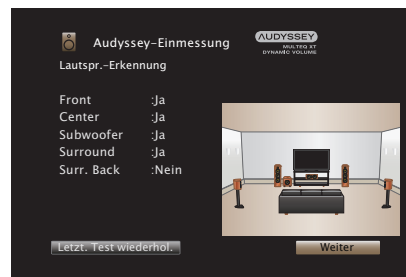 Audyssey-Einmessung
AUDYSSEY
MULTEQ XT
DYNAMIC VOLUME
Lautspr.-Erkennung
Front :Ja
Center :Ja
Subwoofer :Ja
Surround :Ja
Surr. Back :Nein
Letzt. Test wiederhol.
Weiter